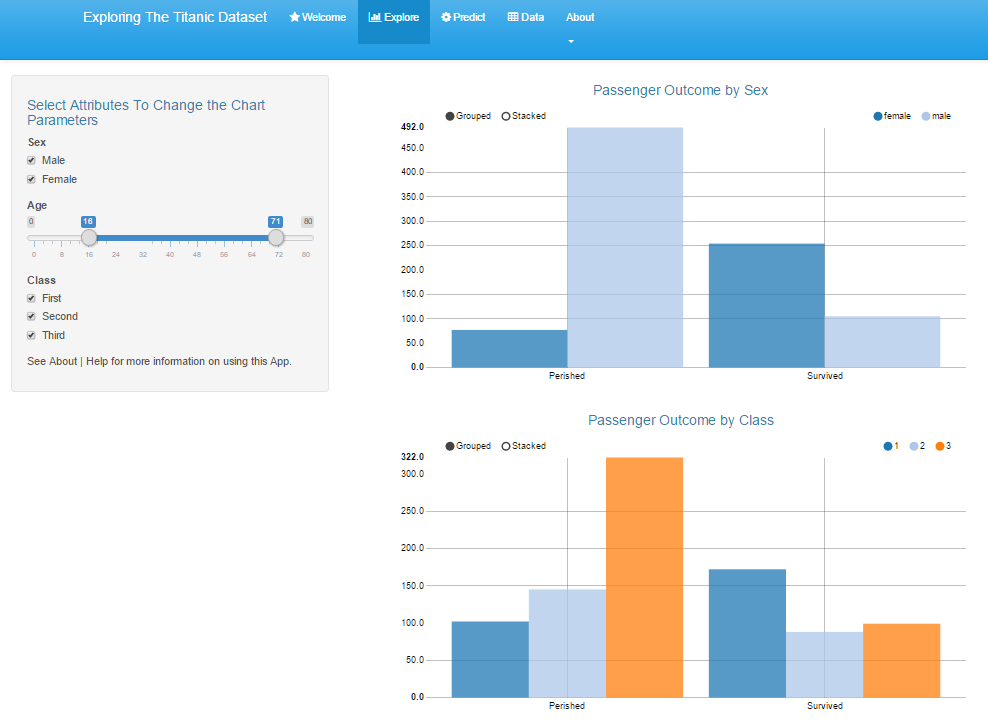 Exploring The Titanic Dataset Welcome Explore Predict Data About
Select Attributes To Change the Chart
Parameters
Sex
Male
Female
Age
0 16 71 80
0 8 16 24 32 40 48 56 64 72 80
Class
First
Second
Third
See About | Help for more information on using this App.
Passenger Outcome by Sex
Grouped Stacked female male
492.0
450.0
400.0
350.0
300.0
250.0
200.0
150.0
100.0
50.0
0.0
Perished Survived
Passenger Outcome by Class
Grouped Stacked 1 2 3
322.0
300.0
250.0
200.0
150.0
100.0
50.0
0.0
Perished Survived